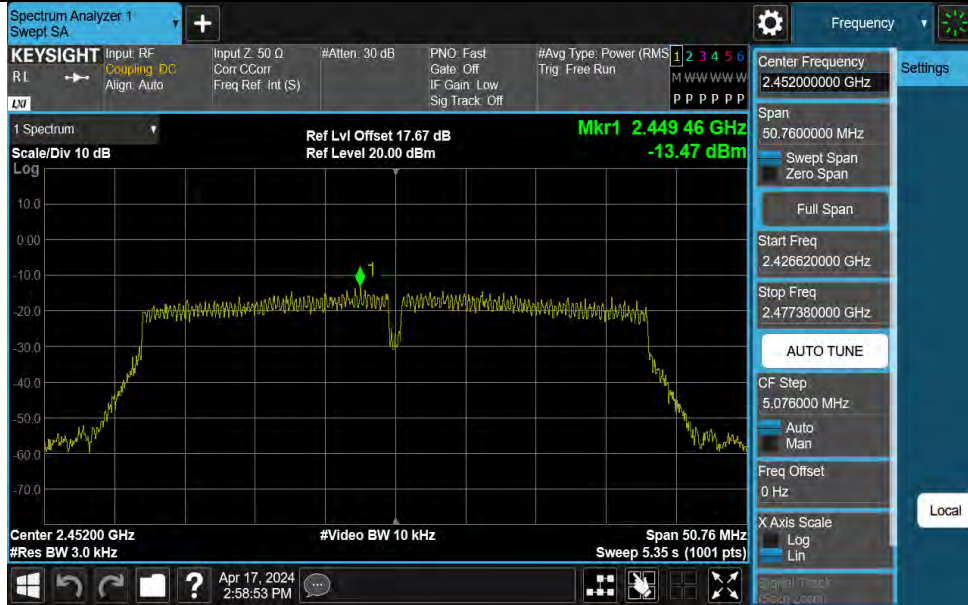 Spectrum Analyzer 1
Swept SA
Frequency
KEYSIGHT
RL
LXI
Input: RF
Coupling: DC
Align: Auto
Input Z: 50 Ω
Corr CCorr
Freq Ref: Int (S)
#Atten: 30 dB
PNO: Fast
Gate: Off
IF Gain: Low
Sig Track: Off
#Avg Type: Power (RMS
Trig: Free Run
1 2 3 4 5 6
M W W W W W
P P P P P P
Center Frequency
2.452000000 GHz
Settings
1 Spectrum
Scale/Div 10 dB
Log
Ref Lvl Offset 17.67 dB
Ref Level 20.00 dBm
Mkr1 2.449 46 GHz
-13.47 dBm
Span
50.7600000 MHz
Swept Span
Zero Span
Full Span
Start Freq
2.426620000 GHz
Stop Freq
2.477380000 GHz
AUTO TUNE
CF Step
5.076000 MHz
Auto
Man
Freq Offset
0 Hz
X Axis Scale
Log
Lin
Signal Track
(Span Zoom)
Local
10.0
0.00
-10.0
-20.0
-30.0
-40.0
-50.0
-60.0
-70.0
1
Center 2.45200 GHz
#Res BW 3.0 kHz
#Video BW 10 kHz
Span 50.76 MHz
Sweep 5.35 s (1001 pts)
?
Apr 17, 2024
2:58:53 PM